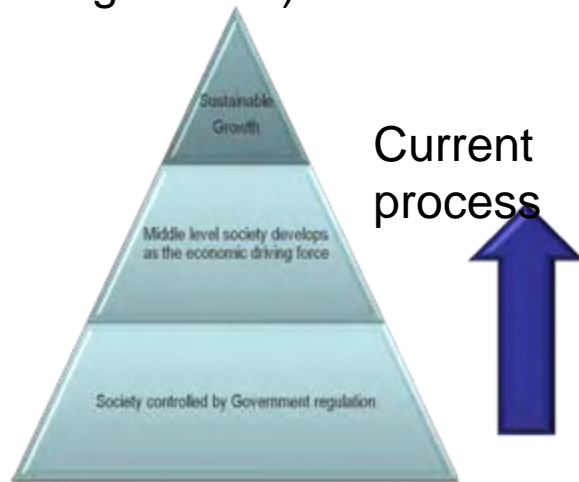 Sustainable
Growth
Current
process
Middle level society develops
as the economic driving force
Society controlled by Government regulation